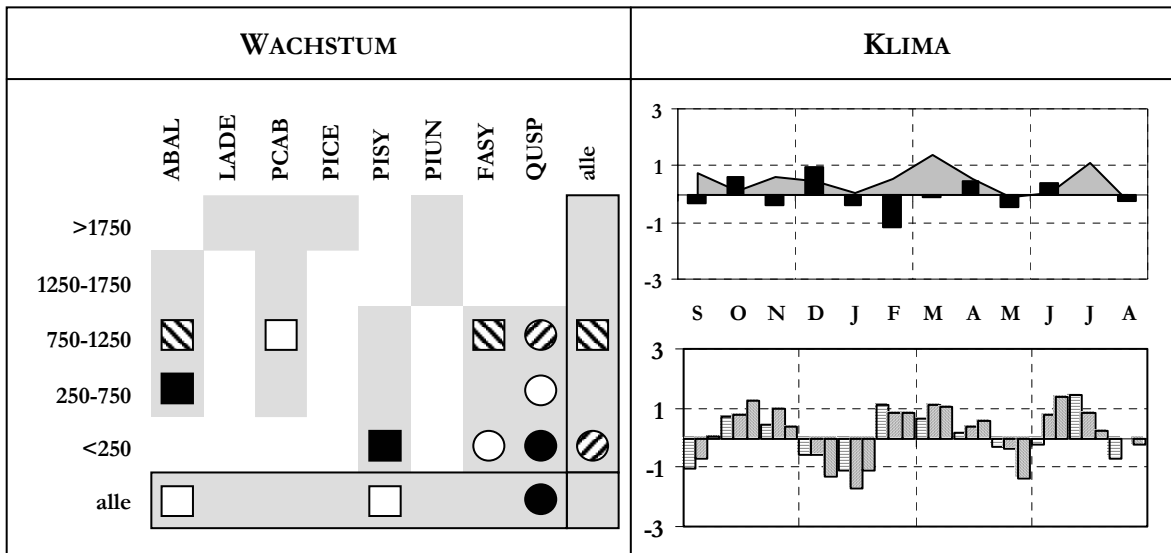 WACHSTUM
KLIMA
ABAL LADE PCAB PICE PISY PIUN FASY QUSP alle
>1750
1250-1750
750-1250
250-750
<250
alle
3
1
-1
-3
S O N D J F M A M J J A
3
1
-1
-3